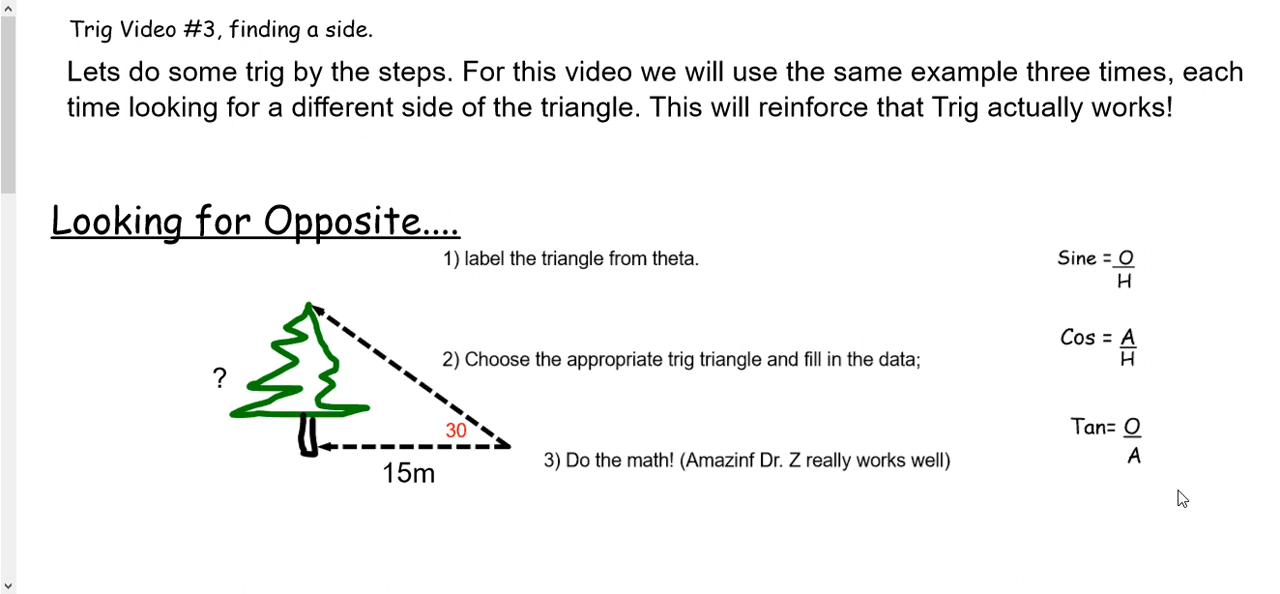 Trig Video #3, finding a side.
Lets do some trig by the steps. For this video we will use the same example three times, each
time looking for a different side of the triangle. This will reinforce that Trig actually works!
Looking for Opposite....
1) label the triangle from theta.
Sine = O
H
Cos = A
H
2) Choose the appropriate trig triangle and fill in the data;
?
30
Tan= O
A
15m
3) Do the math! (Amazinf Dr. Z really works well)